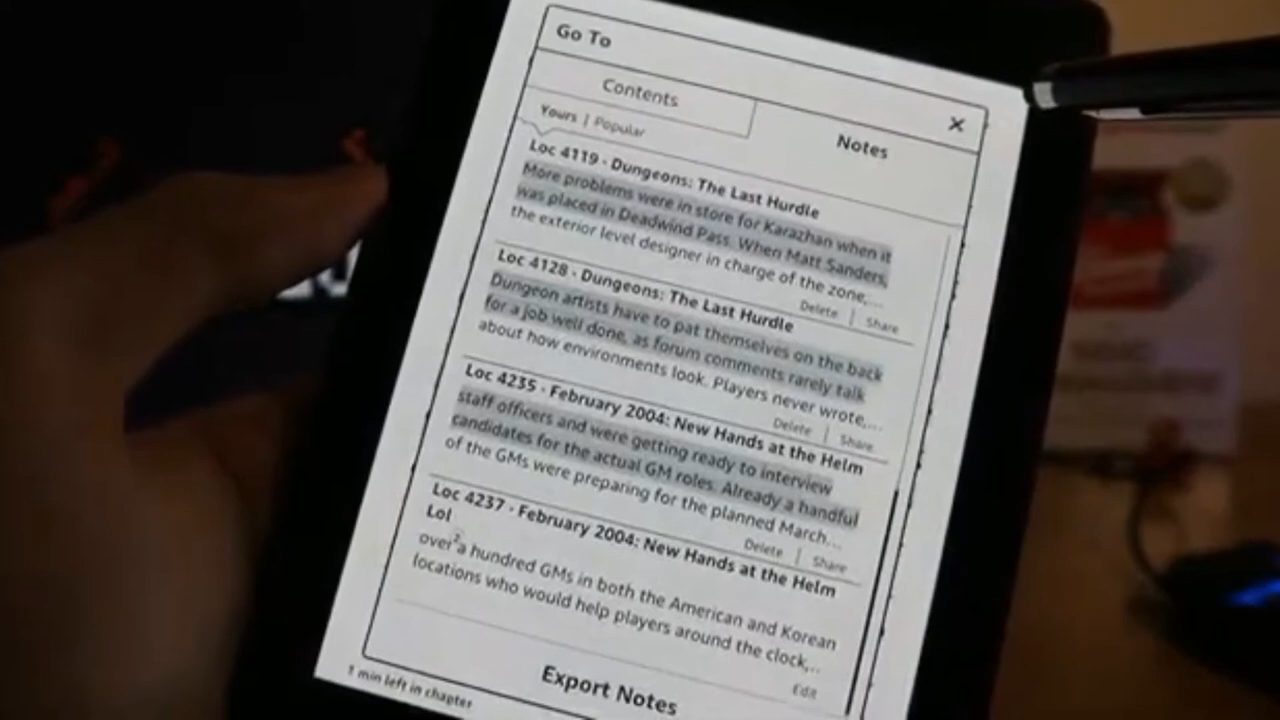 Go To
Contents
Notes
Yours | Popular
Loc 4119 · Dungeons: The Last Hurdle
More problems were in store for Karazhan when it
was placed in Deadwind Pass. When Matt Sanders,
the exterior level designer in charge of the zone,...
Delete | Share
Loc 4128 · Dungeons: The Last Hurdle
Dungeon artists have to pat themselves on the back
for a job well done, as forum comments rarely talk
about how environments look. Players never wrote,...
Delete | Share
Loc 4235 · February 2004: New Hands at the Helm
staff officers and were getting ready to interview
candidates for the actual GM roles. Already a handful
of the GMs were preparing for the planned March...
Delete | Share
Loc 4237 · February 2004: New Hands at the Helm
Lol
over²a hundred GMs in both the American and Korean
locations who would help players around the clock,...
Edit
Export Notes
1 min left in chapter